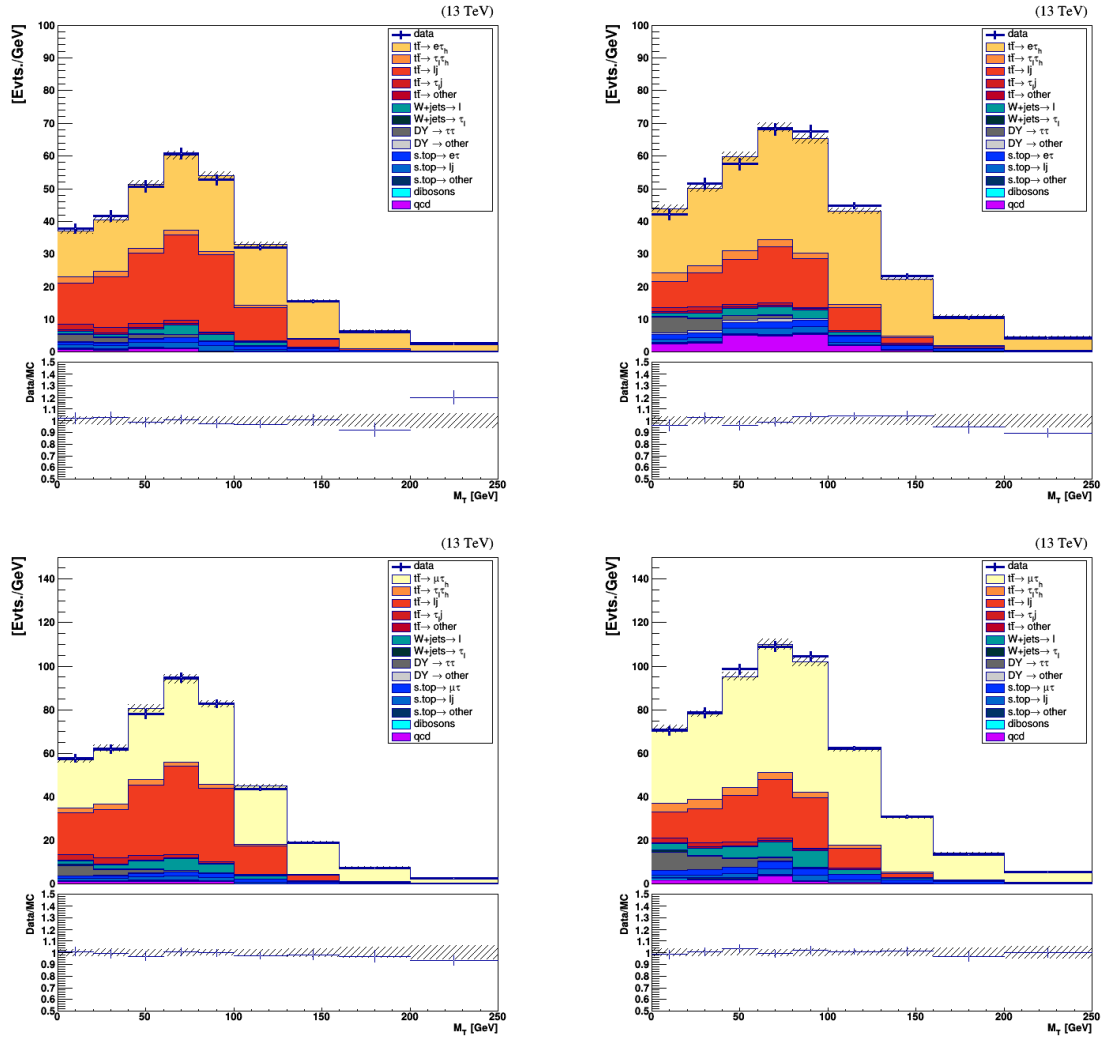 (13 TeV)
[Evts./GeV]
100
90
80
70
60
50
40
30
20
10
0
data
tt̄→ eτh
tt̄→ τlτh
tt̄→ lj
tt̄→ τlj
tt̄→ other
W+jets→ l
W+jets→ τl
DY → ττ
DY → other
s.top→ eτ
s.top→ lj
s.top→ other
dibosons
qcd
Data/MC
1.5
1.4
1.3
1.2
1.1
1
0.9
0.8
0.7
0.6
0.5
0 50 100 150 200 250
MT [GeV]
(13 TeV)
[Evts./GeV]
100
90
80
70
60
50
40
30
20
10
0
data
tt̄→ eτh
tt̄→ τlτh
tt̄→ lj
tt̄→ τlj
tt̄→ other
W+jets→ l
W+jets→ τl
DY → ττ
DY → other
s.top→ eτ
s.top→ lj
s.top→ other
dibosons
qcd
Data/MC
1.5
1.4
1.3
1.2
1.1
1
0.9
0.8
0.7
0.6
0.5
0 50 100 150 200 250
MT [GeV]
(13 TeV)
[Evts./GeV]
140
120
100
80
60
40
20
0
data
tt̄→ μτh
tt̄→ τlτh
tt̄→ lj
tt̄→ τlj
tt̄→ other
W+jets→ l
W+jets→ τl
DY → ττ
DY → other
s.top→ μτ
s.top→ lj
s.top→ other
dibosons
qcd
Data/MC
1.5
1.4
1.3
1.2
1.1
1
0.9
0.8
0.7
0.6
0.5
0 50 100 150 200 250
MT [GeV]
(13 TeV)
[Evts./GeV]
140
120
100
80
60
40
20
0
data
tt̄→ μτh
tt̄→ τlτh
tt̄→ lj
tt̄→ τlj
tt̄→ other
W+jets→ l
W+jets→ τl
DY → ττ
DY → other
s.top→ μτ
s.top→ lj
s.top→ other
dibosons
qcd
Data/MC
1.5
1.4
1.3
1.2
1.1
1
0.9
0.8
0.7
0.6
0.5
0 50 100 150 200 250
MT [GeV]